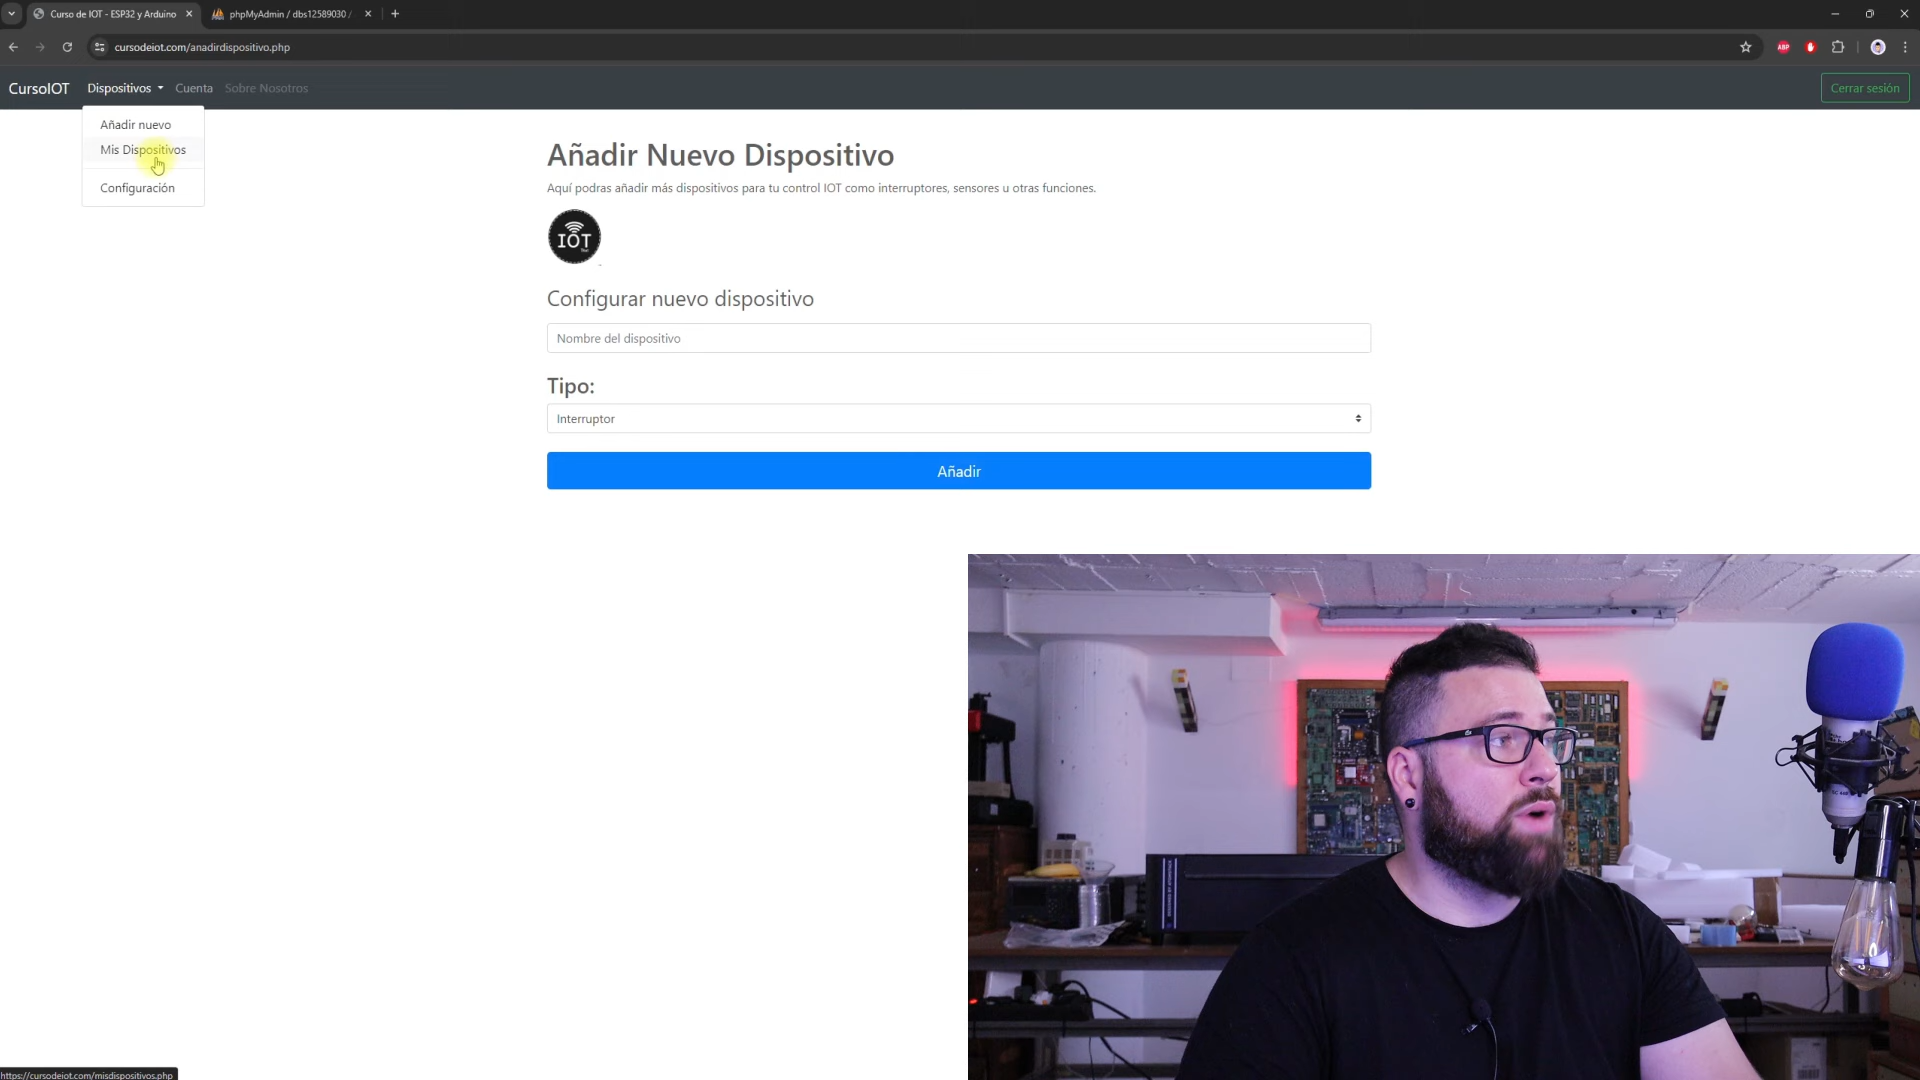 Curso de IOT - ESP32 y Arduino
phpMyAdmin / dbs12589030 /
cursodeiot.com/anadirdispositivo.php
ABP
CursoIOT
Dispositivos
Cuenta
Sobre Nosotros
Cerrar sesión
Añadir nuevo
Mis Dispositivos
Configuración
Añadir Nuevo Dispositivo
Aquí podras añadir más dispositivos para tu control IOT como interruptores, sensores u otras funciones.
IOT
Configurar nuevo dispositivo
Nombre del dispositivo
Tipo:
Interruptor
Añadir
https://cursodeiot.com/misdispositivos.php